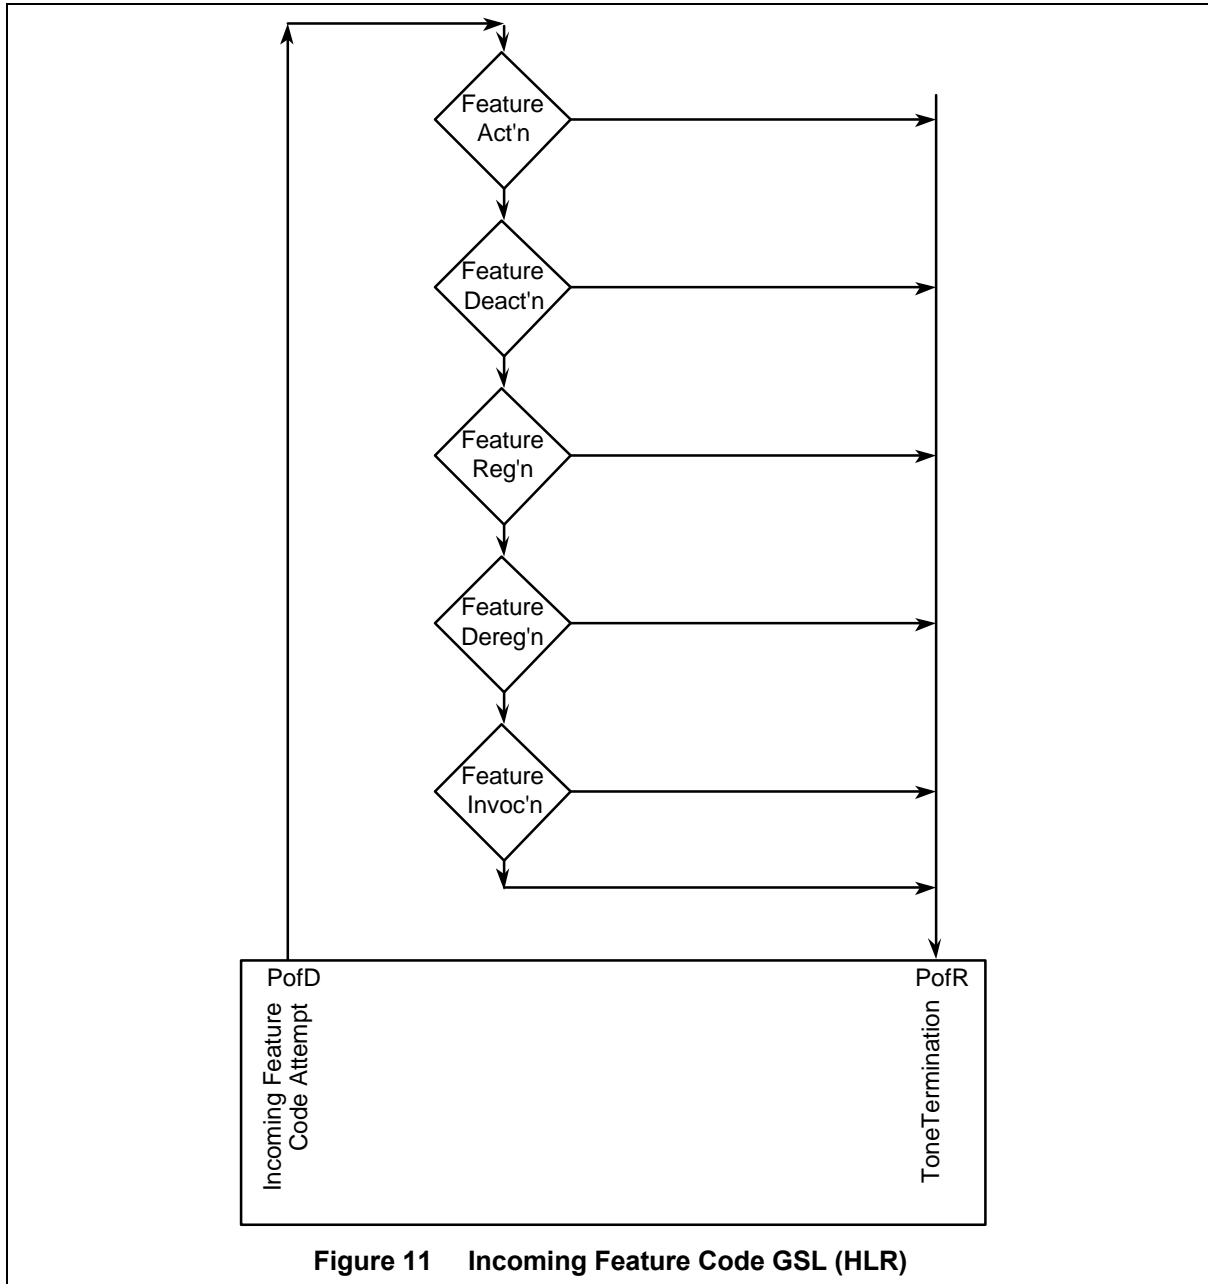 Feature
Act'n
Feature
Deact'n
Feature
Reg'n
Feature
Dereg'n
Feature
Invoc'n
PofD
PofR
Incoming Feature
Code Attempt
ToneTermination
Figure 11 Incoming Feature Code GSL (HLR)